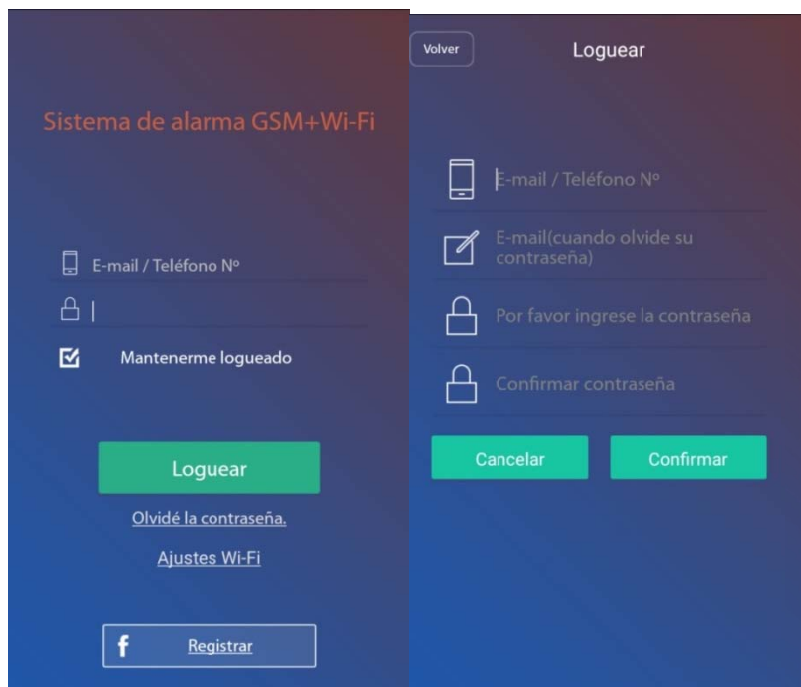 Sistema de alarma GSM+Wi-Fi
E-mail / Teléfono Nº
Mantenerme logueado
Loguear
Olvidé la contraseña.
Ajustes Wi-Fi
f
Registrar
Volver
Loguear
E-mail / Teléfono Nº
E-mail(cuando olvide su
contraseña)
Por favor ingrese la contraseña
Confirmar contraseña
Cancelar
Confirmar